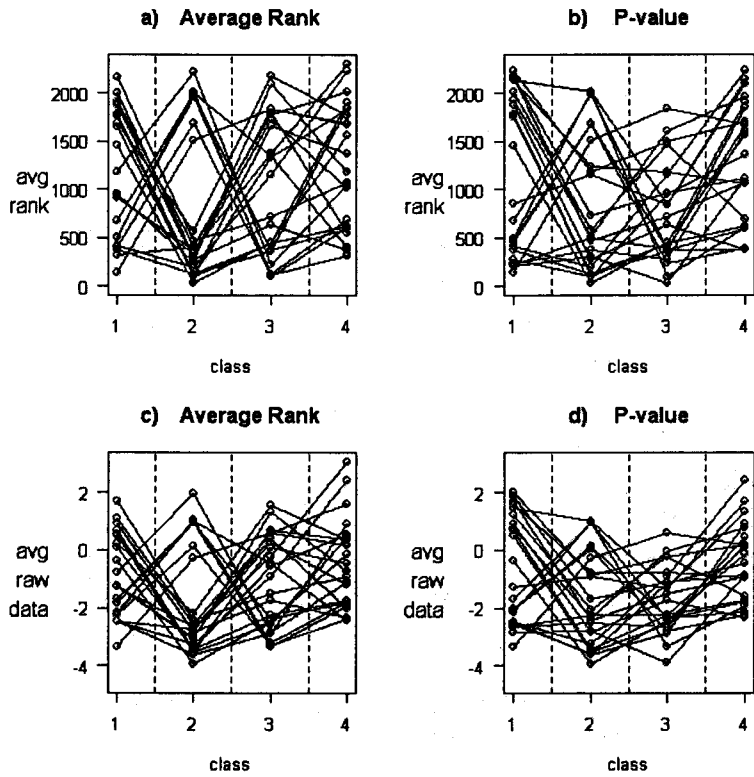 a) Average Rank
b) P-value
2000
1500
1000
500
0
avg
rank
1 2 3 4
class
2000
1500
1000
500
0
avg
rank
1 2 3 4
class
c) Average Rank
d) P-value
2
0
-2
-4
avg
raw
data
1 2 3 4
class
2
0
-2
-4
avg
raw
data
1 2 3 4
class